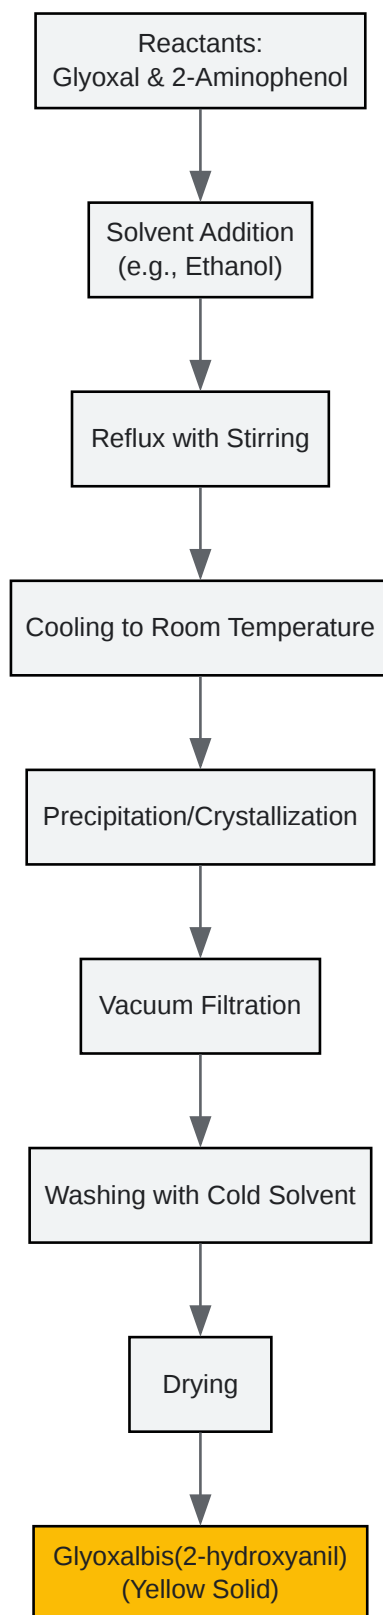 Reactants:
Glyoxal & 2-Aminophenol
Solvent Addition
(e.g., Ethanol)
Reflux with Stirring
Cooling to Room Temperature
Precipitation/Crystallization
Vacuum Filtration
Washing with Cold Solvent
Drying
Glyoxalbis(2-hydroxyanil)
(Yellow Solid)